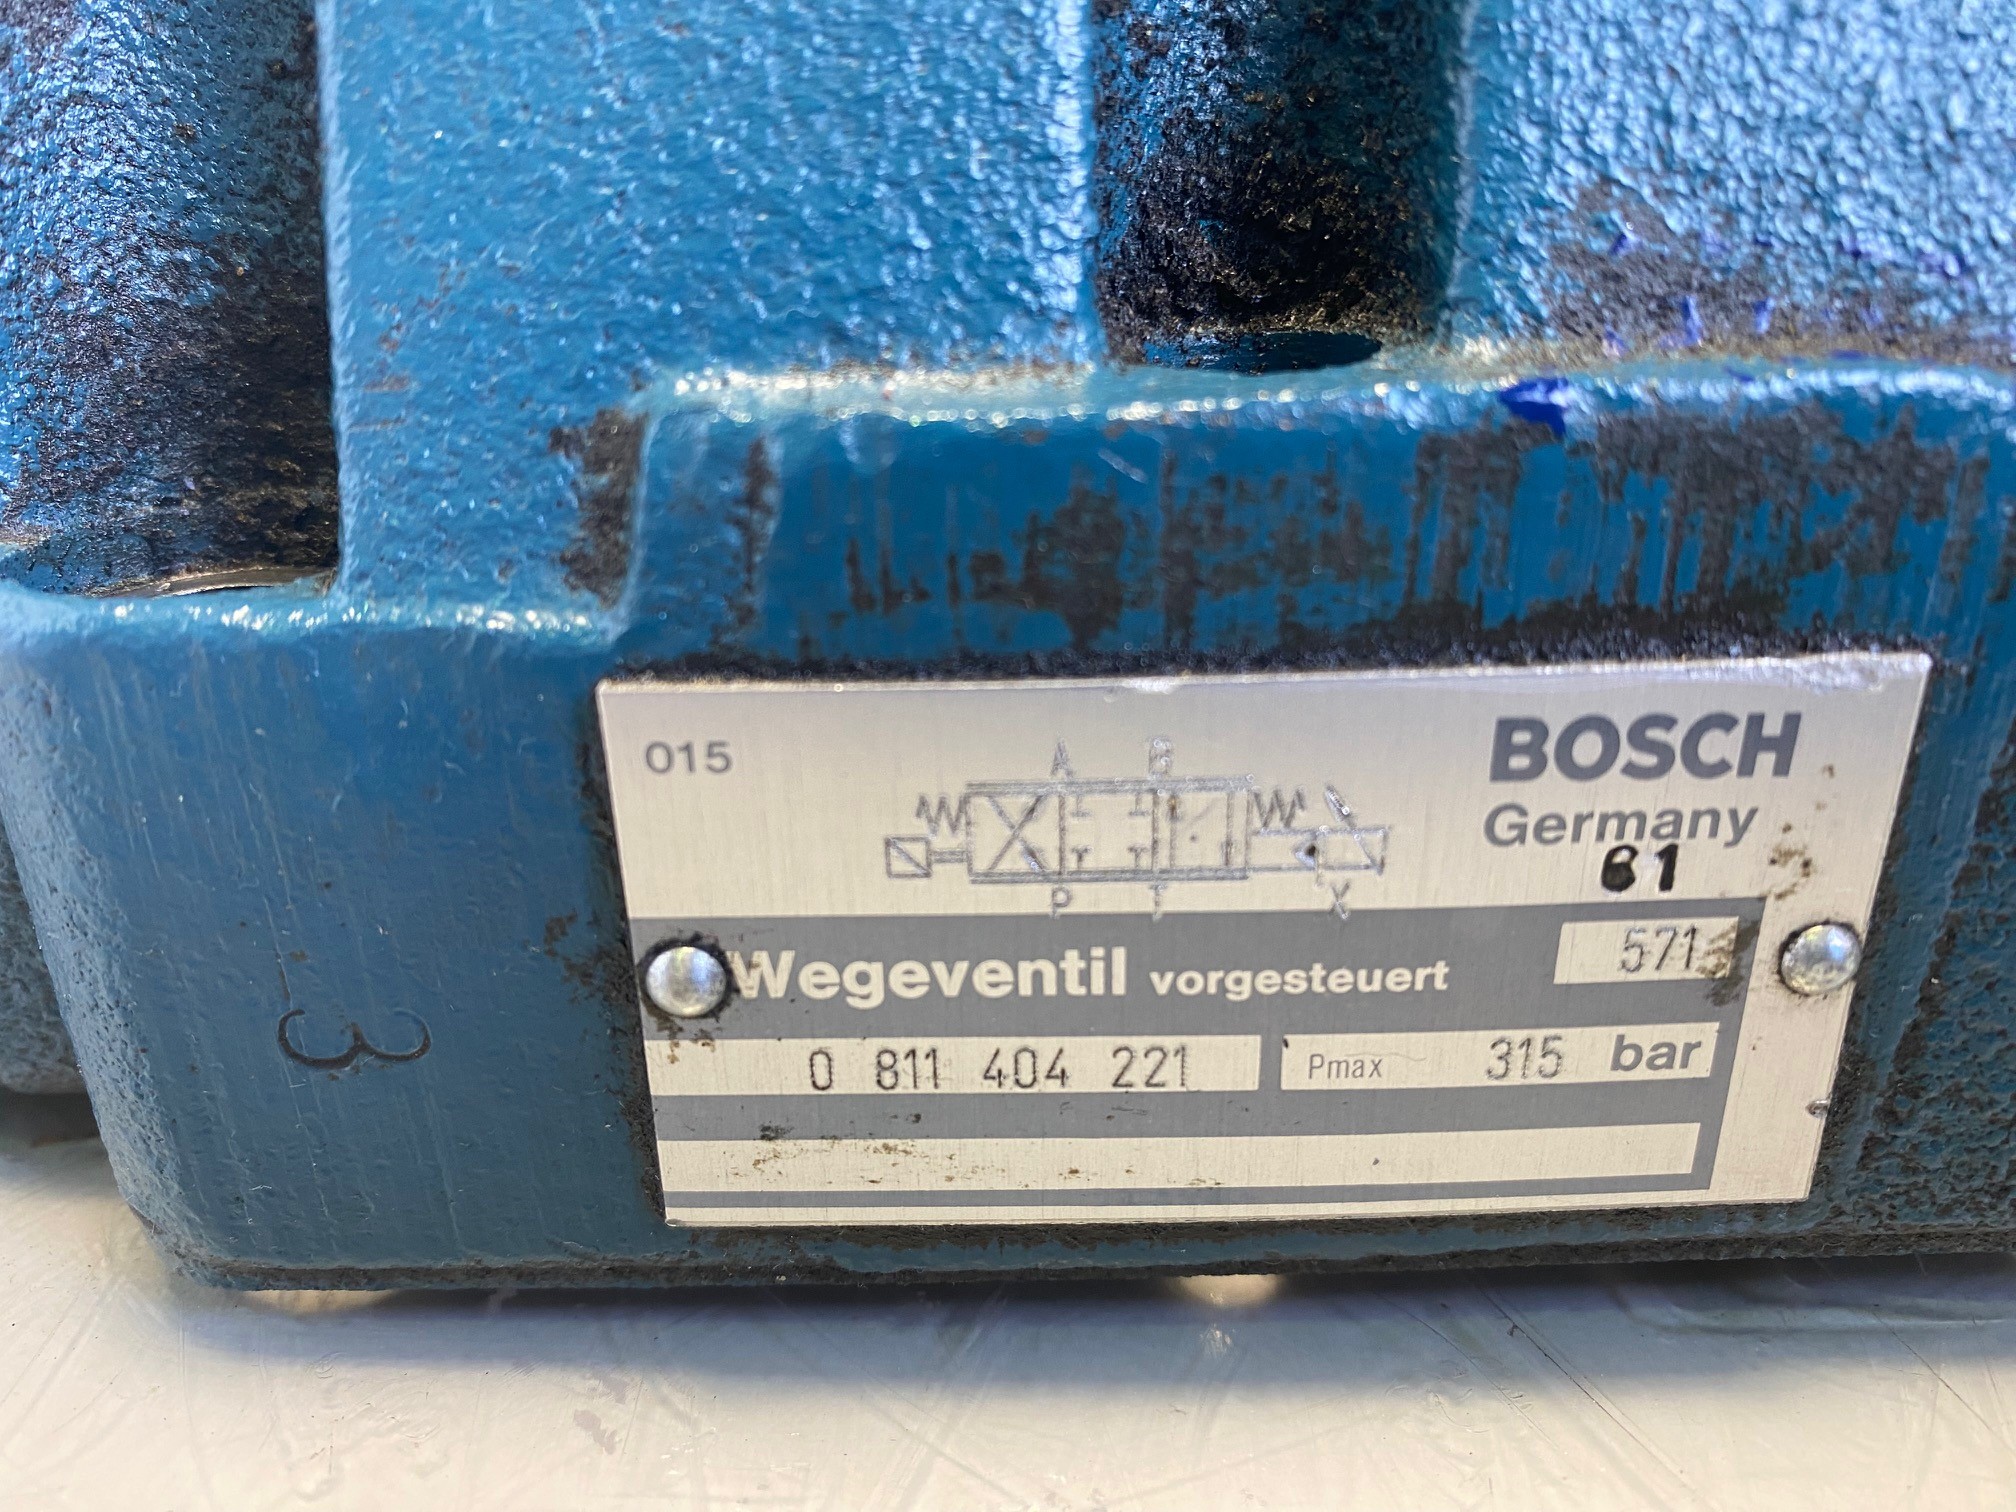 015
BOSCH
Germany
61
A B
P T X
Wegeventil vorgesteuert
571
0 811 404 221
Pmax 315 bar
3